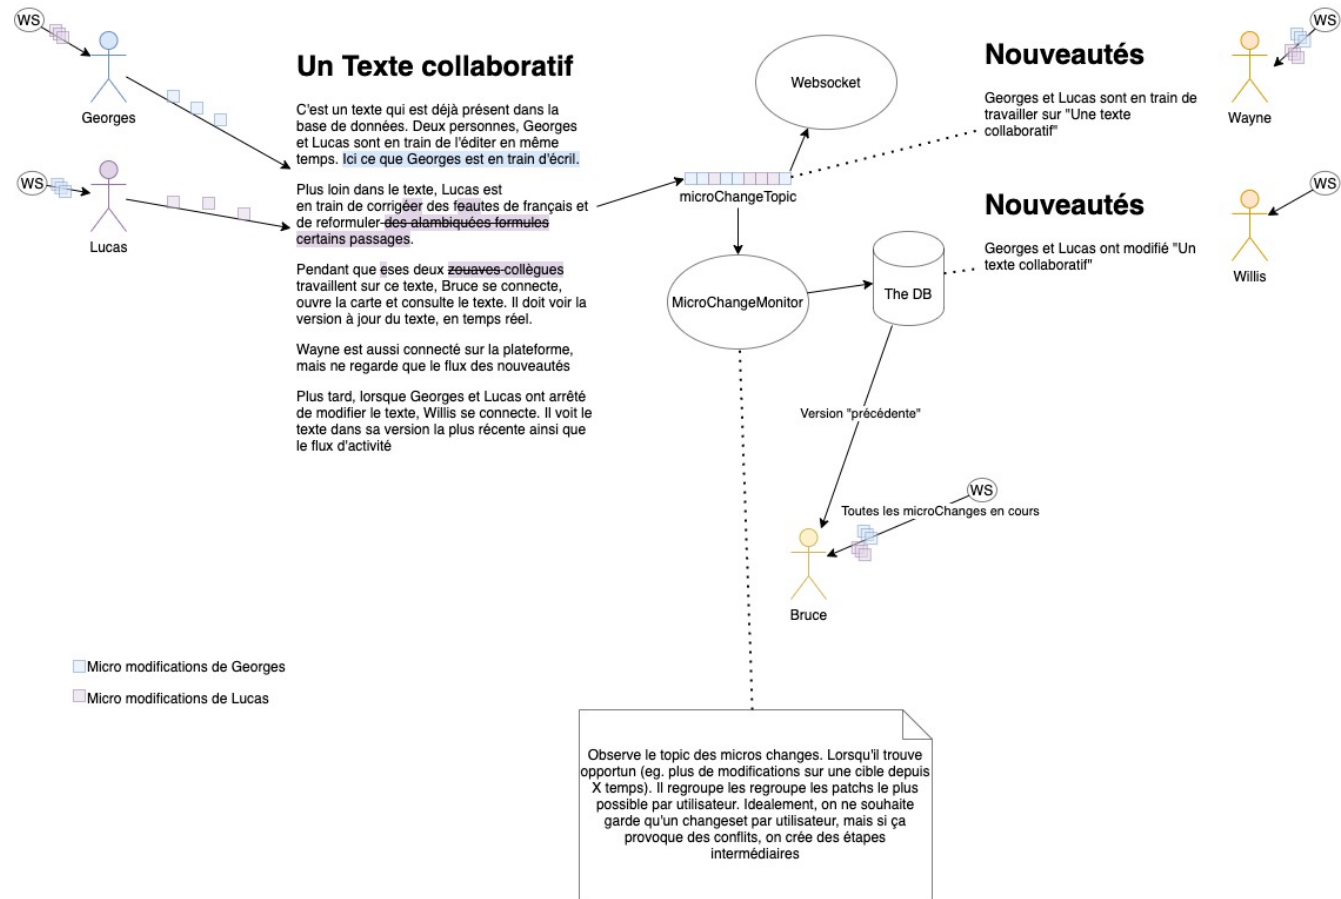 WS
Georges
WS
Lucas
Un Texte collaboratif
C'est un texte qui est déjà présent dans la
base de données. Deux personnes, Georges
et Lucas sont en train de l'éditer en même
temps. Ici ce que Georges est en train d'écril.
Plus loin dans le texte, Lucas est
en train de corrigéer des feautes de français et
de reformuler des alambiquées formules
certains passages.
Pendant que eses deux zouaves collègues
travaillent sur ce texte, Bruce se connecte,
ouvre la carte et consulte le texte. Il doit voir la
version à jour du texte, en temps réel.
Wayne est aussi connecté sur la plateforme,
mais ne regarde que le flux des nouveautés
Plus tard, lorsque Georges et Lucas ont arrêté
de modifier le texte, Willis se connecte. Il voit le
texte dans sa version la plus récente ainsi que
le flux d'activité
Websocket
microChangeTopic
MicroChangeMonitor
The DB
Nouveautés
Georges et Lucas sont en train de
travailler sur "Une texte
collaboratif"
WS
Wayne
Nouveautés
Georges et Lucas ont modifié "Un
texte collaboratif"
WS
Willis
Version "précédente"
WS
Toutes les microChanges en cours
Bruce
Micro modifications de Georges
Micro modifications de Lucas
Observe le topic des micros changes. Lorsqu'il trouve
opportun (eg. plus de modifications sur une cible depuis
X temps). Il regroupe les regroupe les patchs le plus
possible par utilisateur. Idealement, on ne souhaite
garde qu'un changeset par utilisateur, mais si ça
provoque des conflits, on crée des étapes
intermédiaires